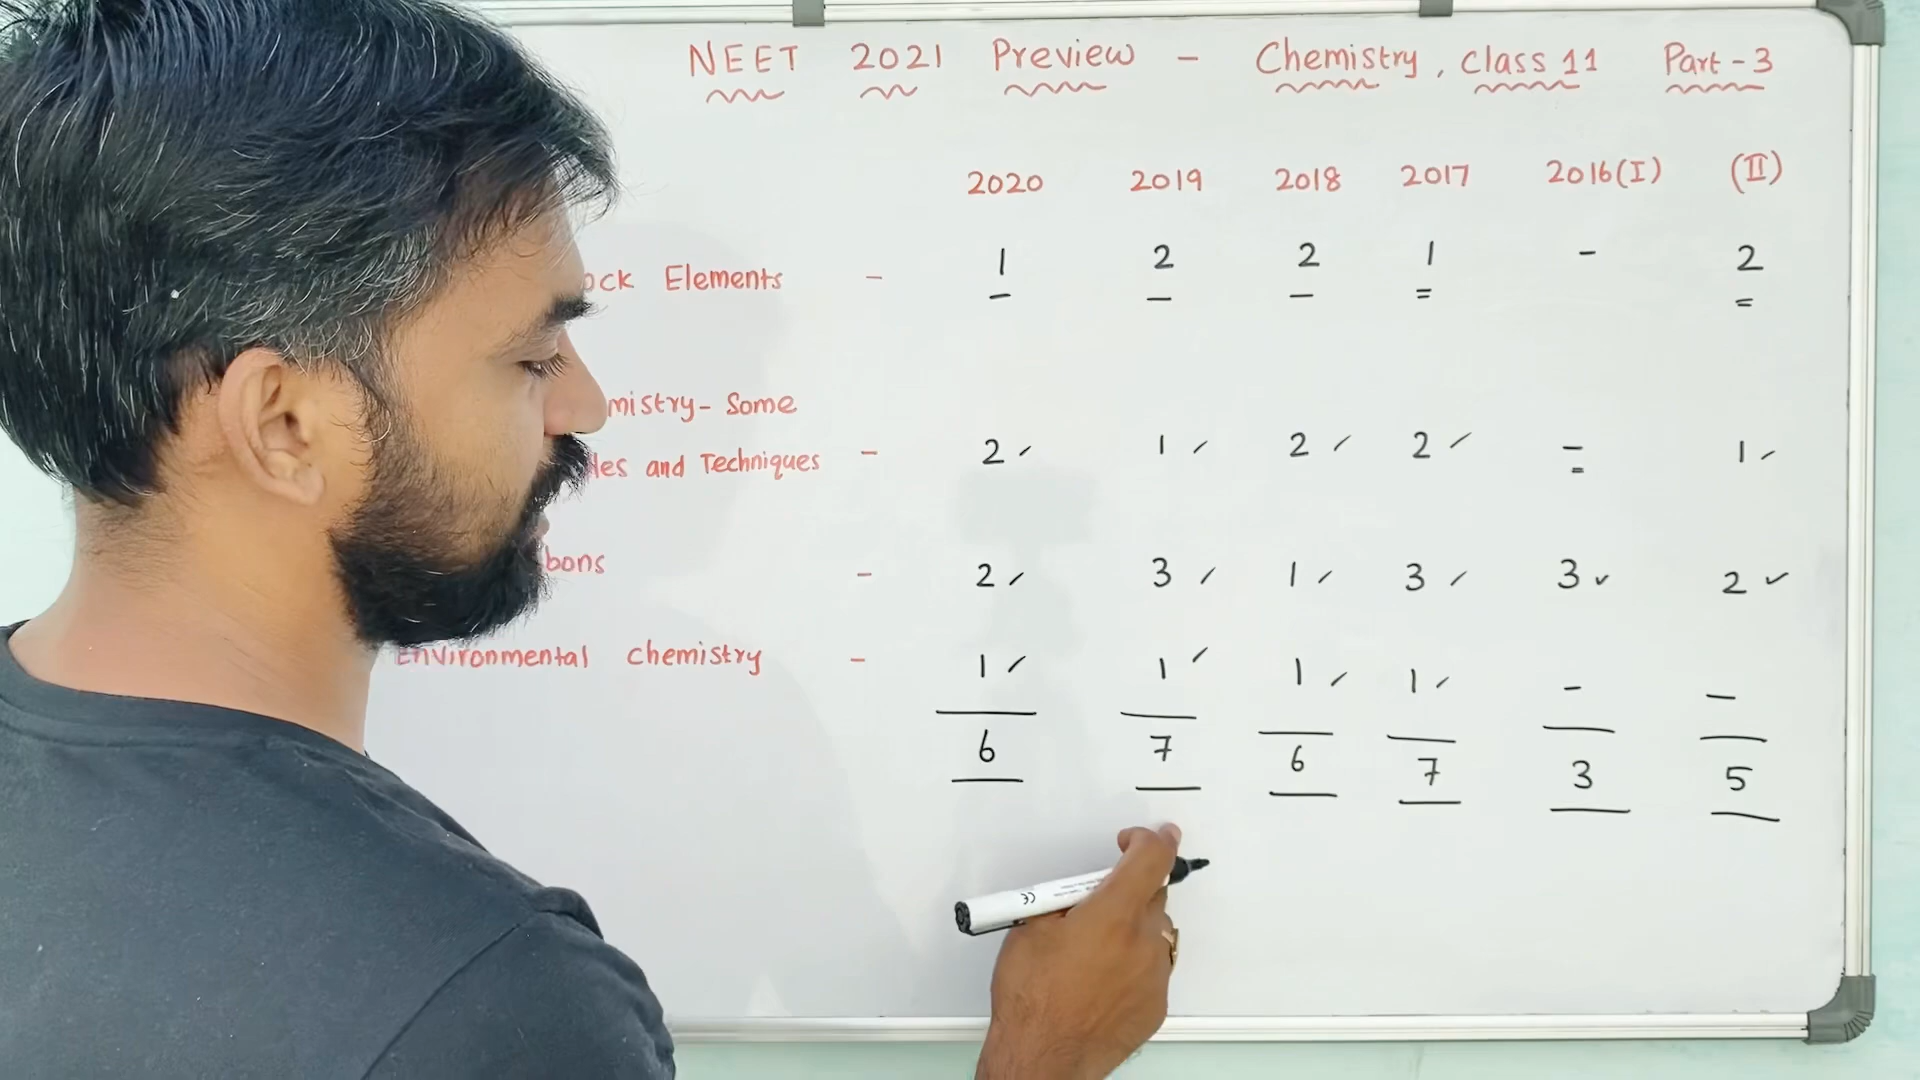 NEET 2021 Preview - Chemistry, Class 11 Part-3
2020 2019 2018 2017 2016(I) (II)
ock Elements - 1 2 2 1 - 2
mistry- Some
les and Techniques - 2 ✓ 1 ✓ 2 ✓ 2 ✓ - 1 ✓
bons - 2 ✓ 3 ✓ 1 ✓ 3 ✓ 3 ✓ 2 ✓
Environmental chemistry - 1 ✓ 1 ✓ 1 ✓ 1 ✓ - -
6 7 6 7 3 5